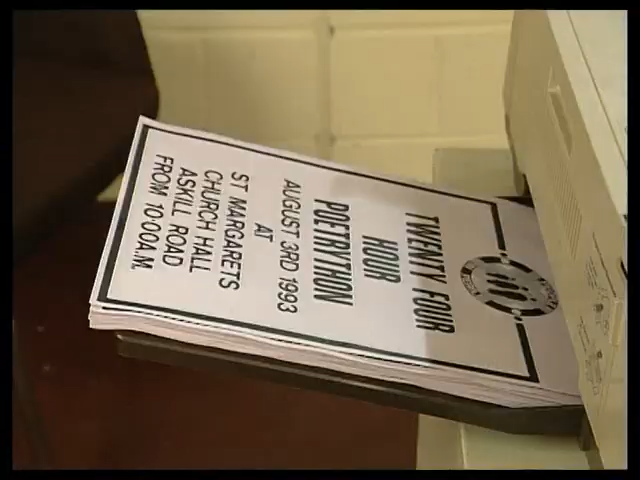 TWENTY FOUR
HOUR
POETRYTHON
AUGUST 3RD 1993
AT
ST MARGARETS
CHURCH HALL
ASKILL ROAD
FROM 10·00A.M.